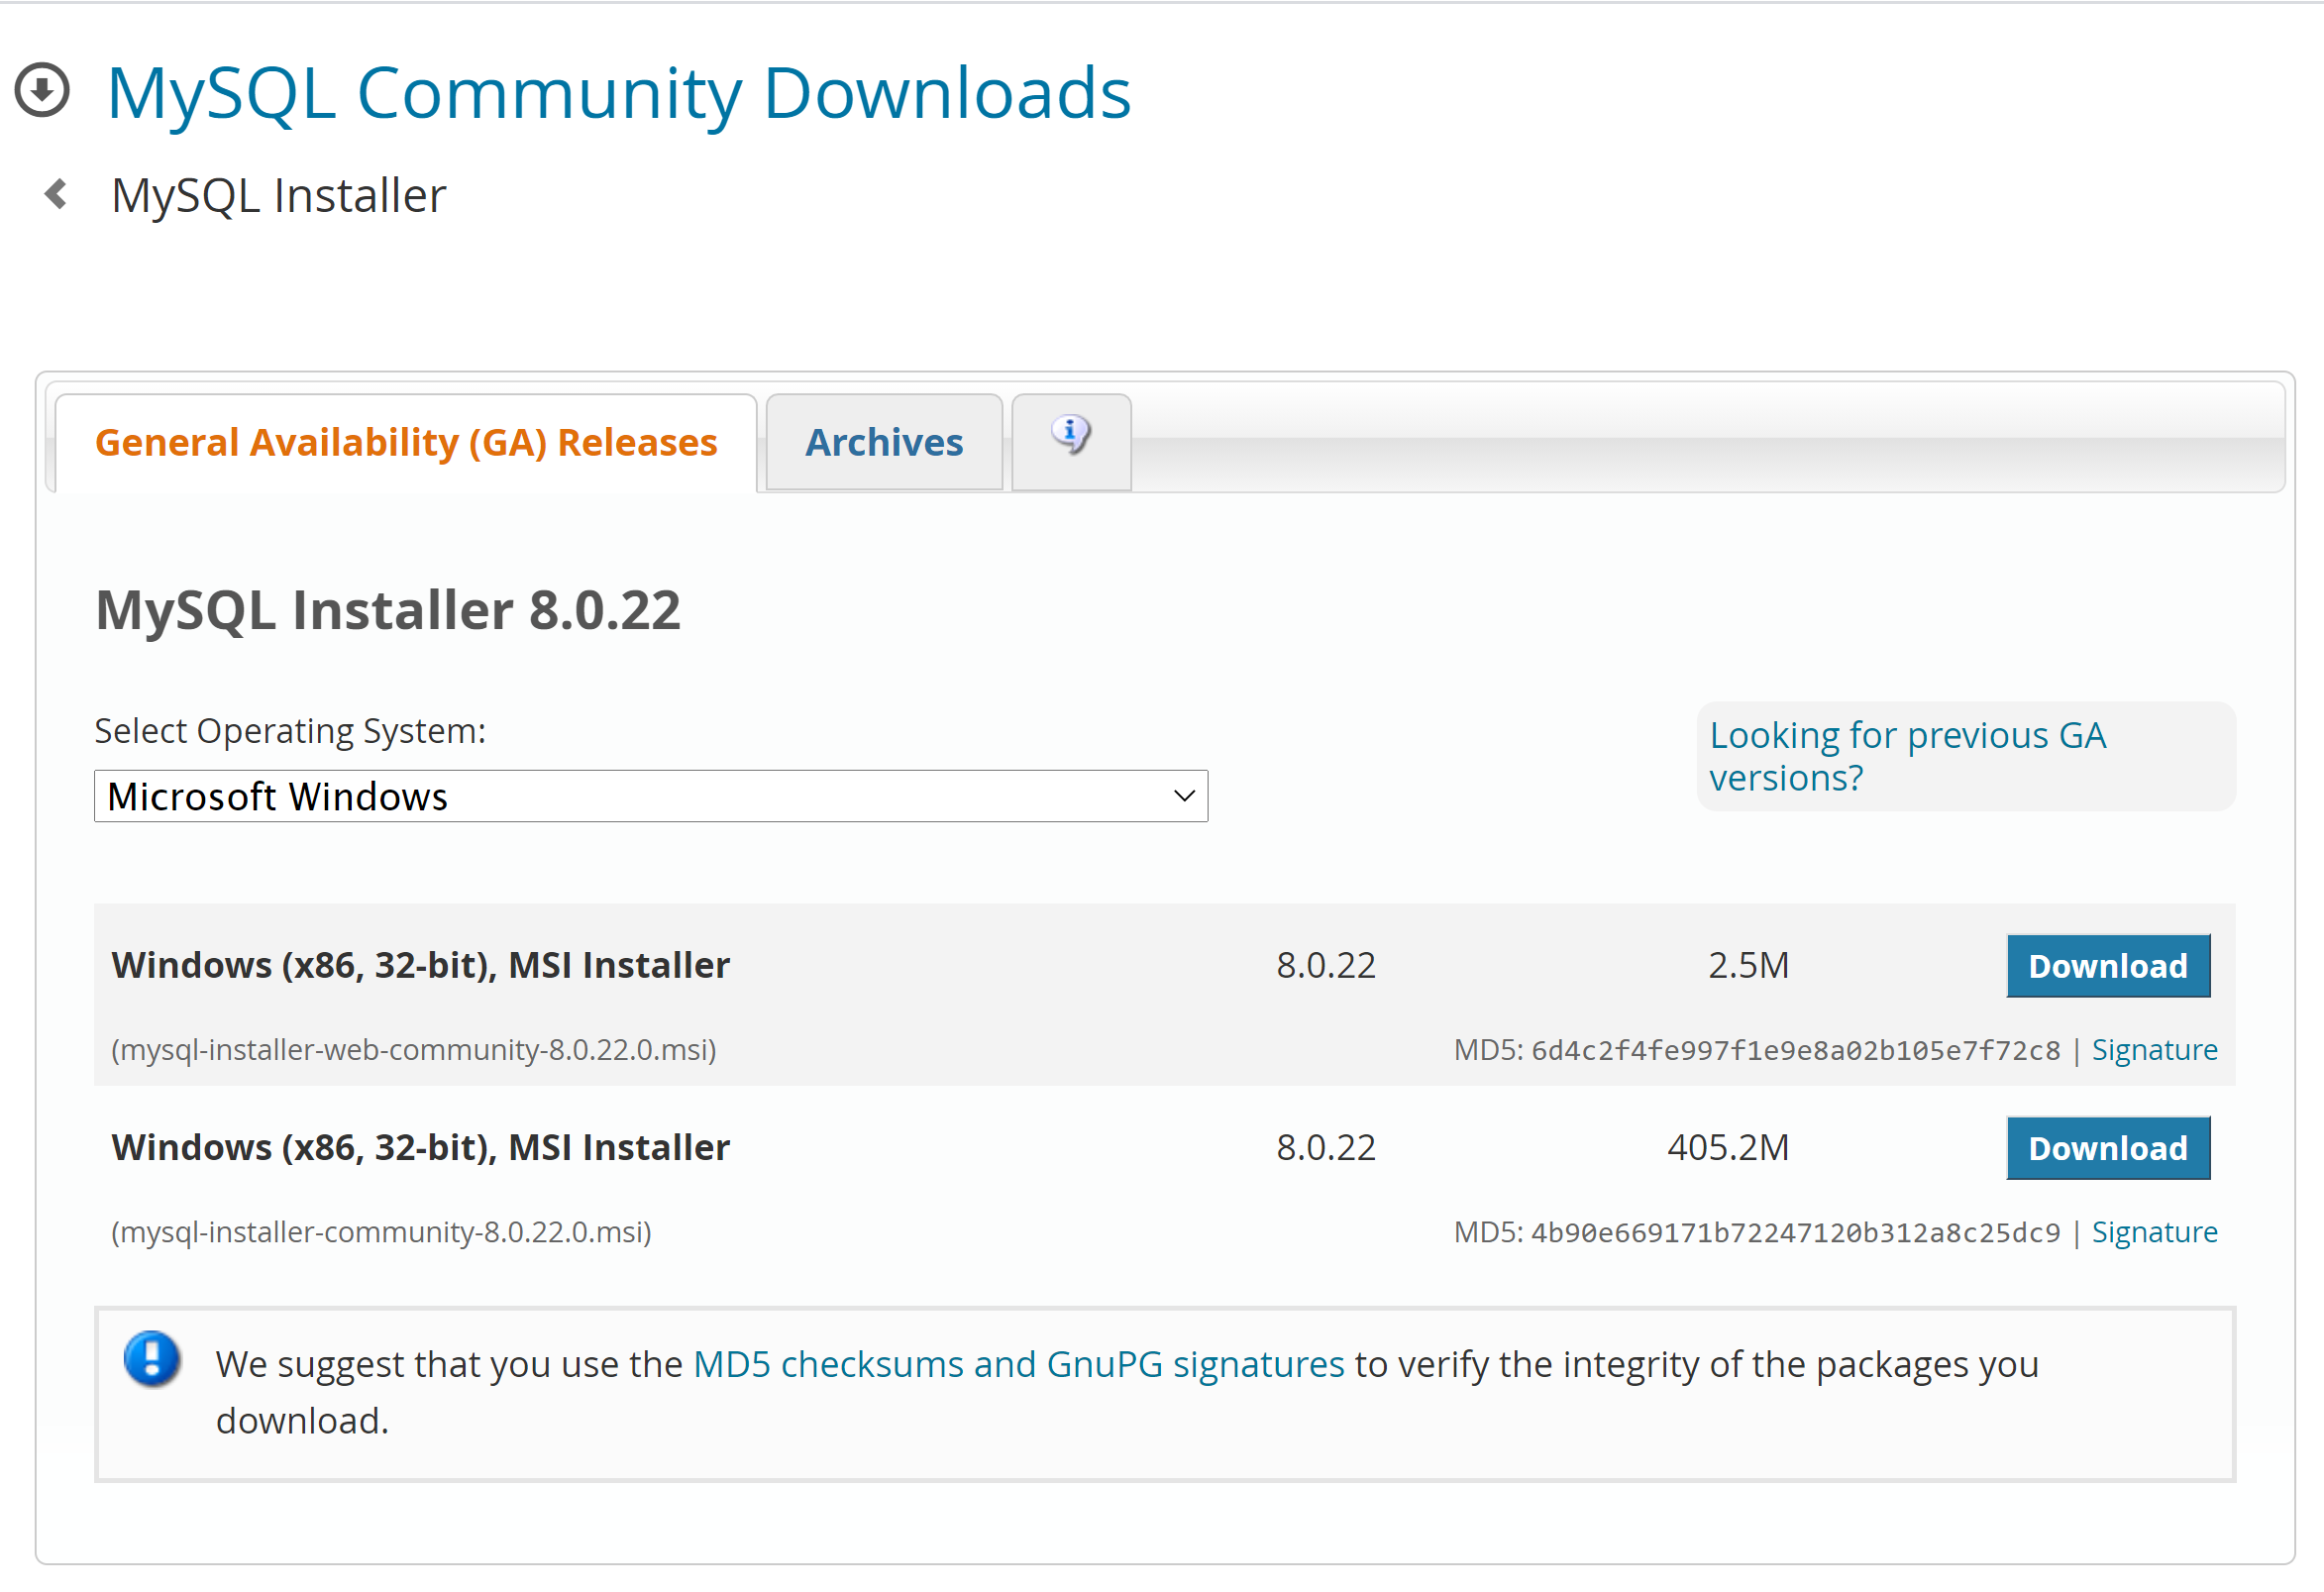 MySQL Community Downloads
MySQL Installer
General Availability (GA) Releases
Archives
MySQL Installer 8.0.22
Select Operating System:
Looking for previous GA
versions?
Microsoft Windows
Windows (x86, 32-bit), MSI Installer 8.0.22 2.5M Download
(mysql-installer-web-community-8.0.22.0.msi) MD5: 6d4c2f4fe997f1e9e8a02b105e7f72c8 | Signature
Windows (x86, 32-bit), MSI Installer 8.0.22 405.2M Download
(mysql-installer-community-8.0.22.0.msi) MD5: 4b90e669171b72247120b312a8c25dc9 | Signature
We suggest that you use the MD5 checksums and GnuPG signatures to verify the integrity of the packages you
download.